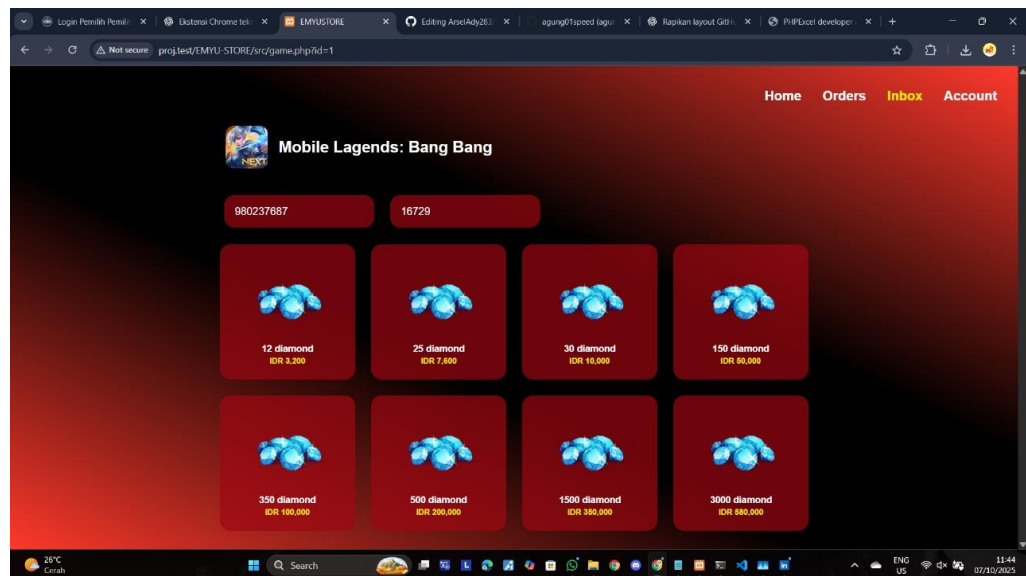 Login Pemilih Pemili
Ekstensi Chrome tek
EMYUSTORE
Editing ArselAdy283/
agung01speed (agu
Rapikan layout GitH
PHPExcel developer
Not secure proj.test/EMYU-STORE/src/game.php?id=1
Home Orders Inbox Account
NEXT
Mobile Lagends: Bang Bang
980237687 16729
12 diamond 25 diamond 30 diamond 150 diamond
IDR 3,200 IDR 7,600 IDR 10,000 IDR 50,000
350 diamond 500 diamond 1500 diamond 3000 diamond
IDR 100,000 IDR 200,000 IDR 350,000 IDR 580,000
26°C
Cerah
Search
ENG
US
11:44
07/10/2025